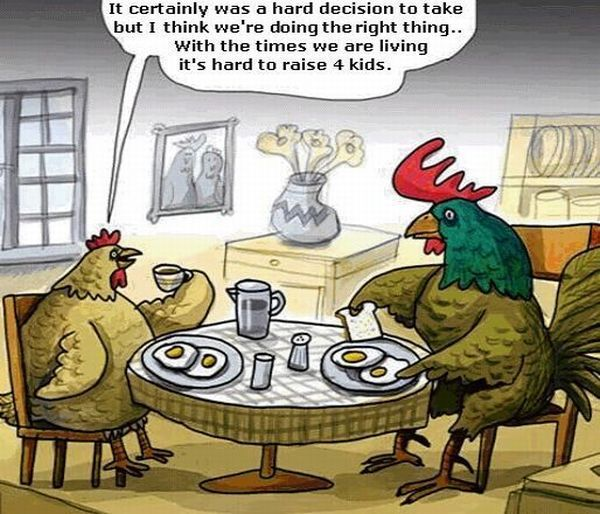 It certainly was a hard decision to take
but I think we're doing the right thing..
With the times we are living
it's hard to raise 4 kids.